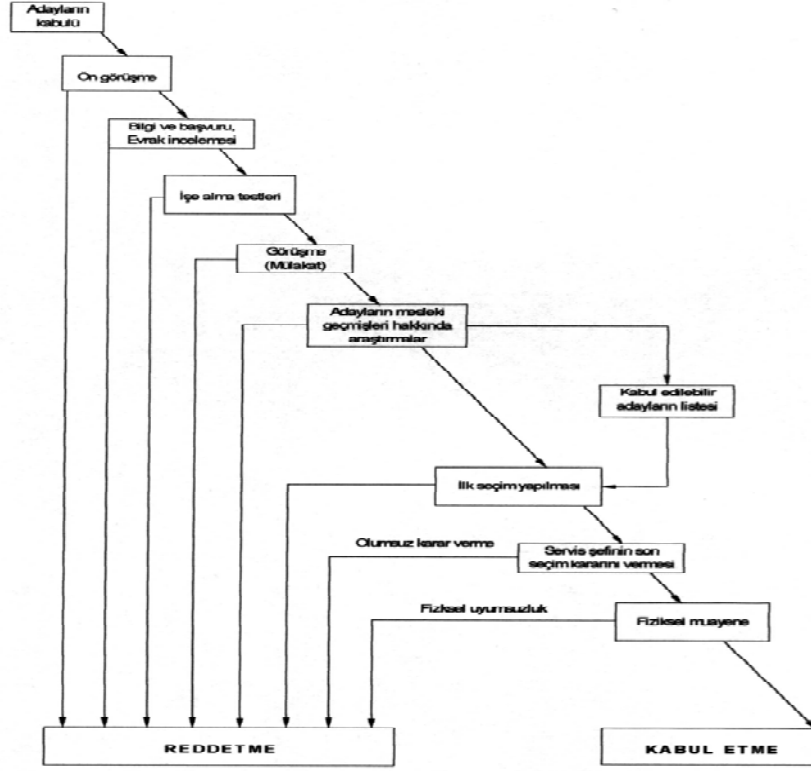 Adayların
kabulü
Ön görüşme
Bilgi ve başvuru,
Evrak incelemesi
İşe alma testleri
Görüşme
(Mülakat)
Adayların mesleki
geçmişleri hakkında
araştırmalar
Kabul edilebilir
adayların listesi
İlk seçim yapılması
Olumsuz karar verme
Servis şefinin son
seçim kararını vermesi
Fiziksel uyumsuzluk
Fiziksel muayene
REDDETME
KABUL ETME